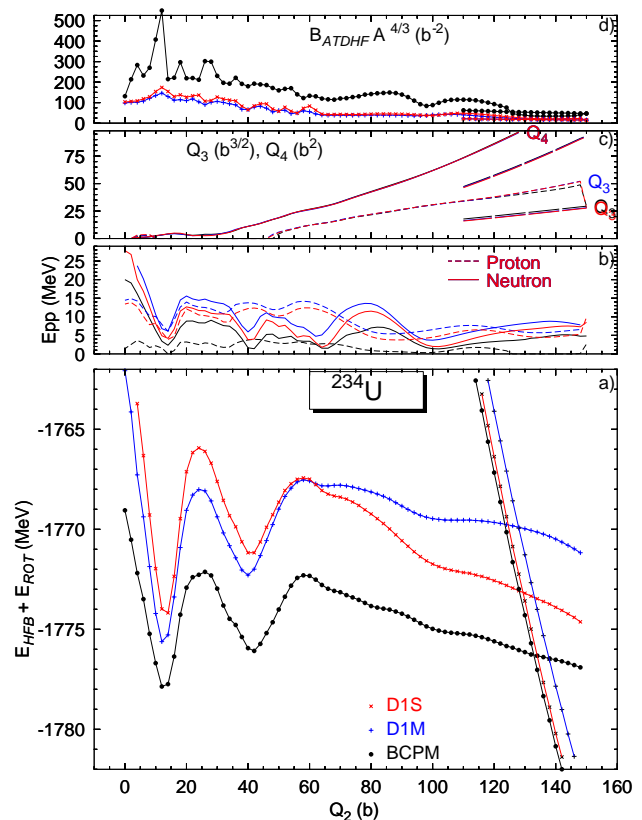 500
400
300
200
100
0
B_ATDHF A^4/3 (b^-2)
d)
75
50
25
0
Q_3 (b^3/2), Q_4 (b^2)
c)
Q_4
Q_3
Q_3
Epp (MeV)
25
20
15
10
5
0
b)
Proton
Neutron
E_HFB + E_ROT (MeV)
-1765
-1770
-1775
-1780
^234U
a)
D1S
D1M
BCPM
0 20 40 60 80 100 120 140 160
Q_2 (b)